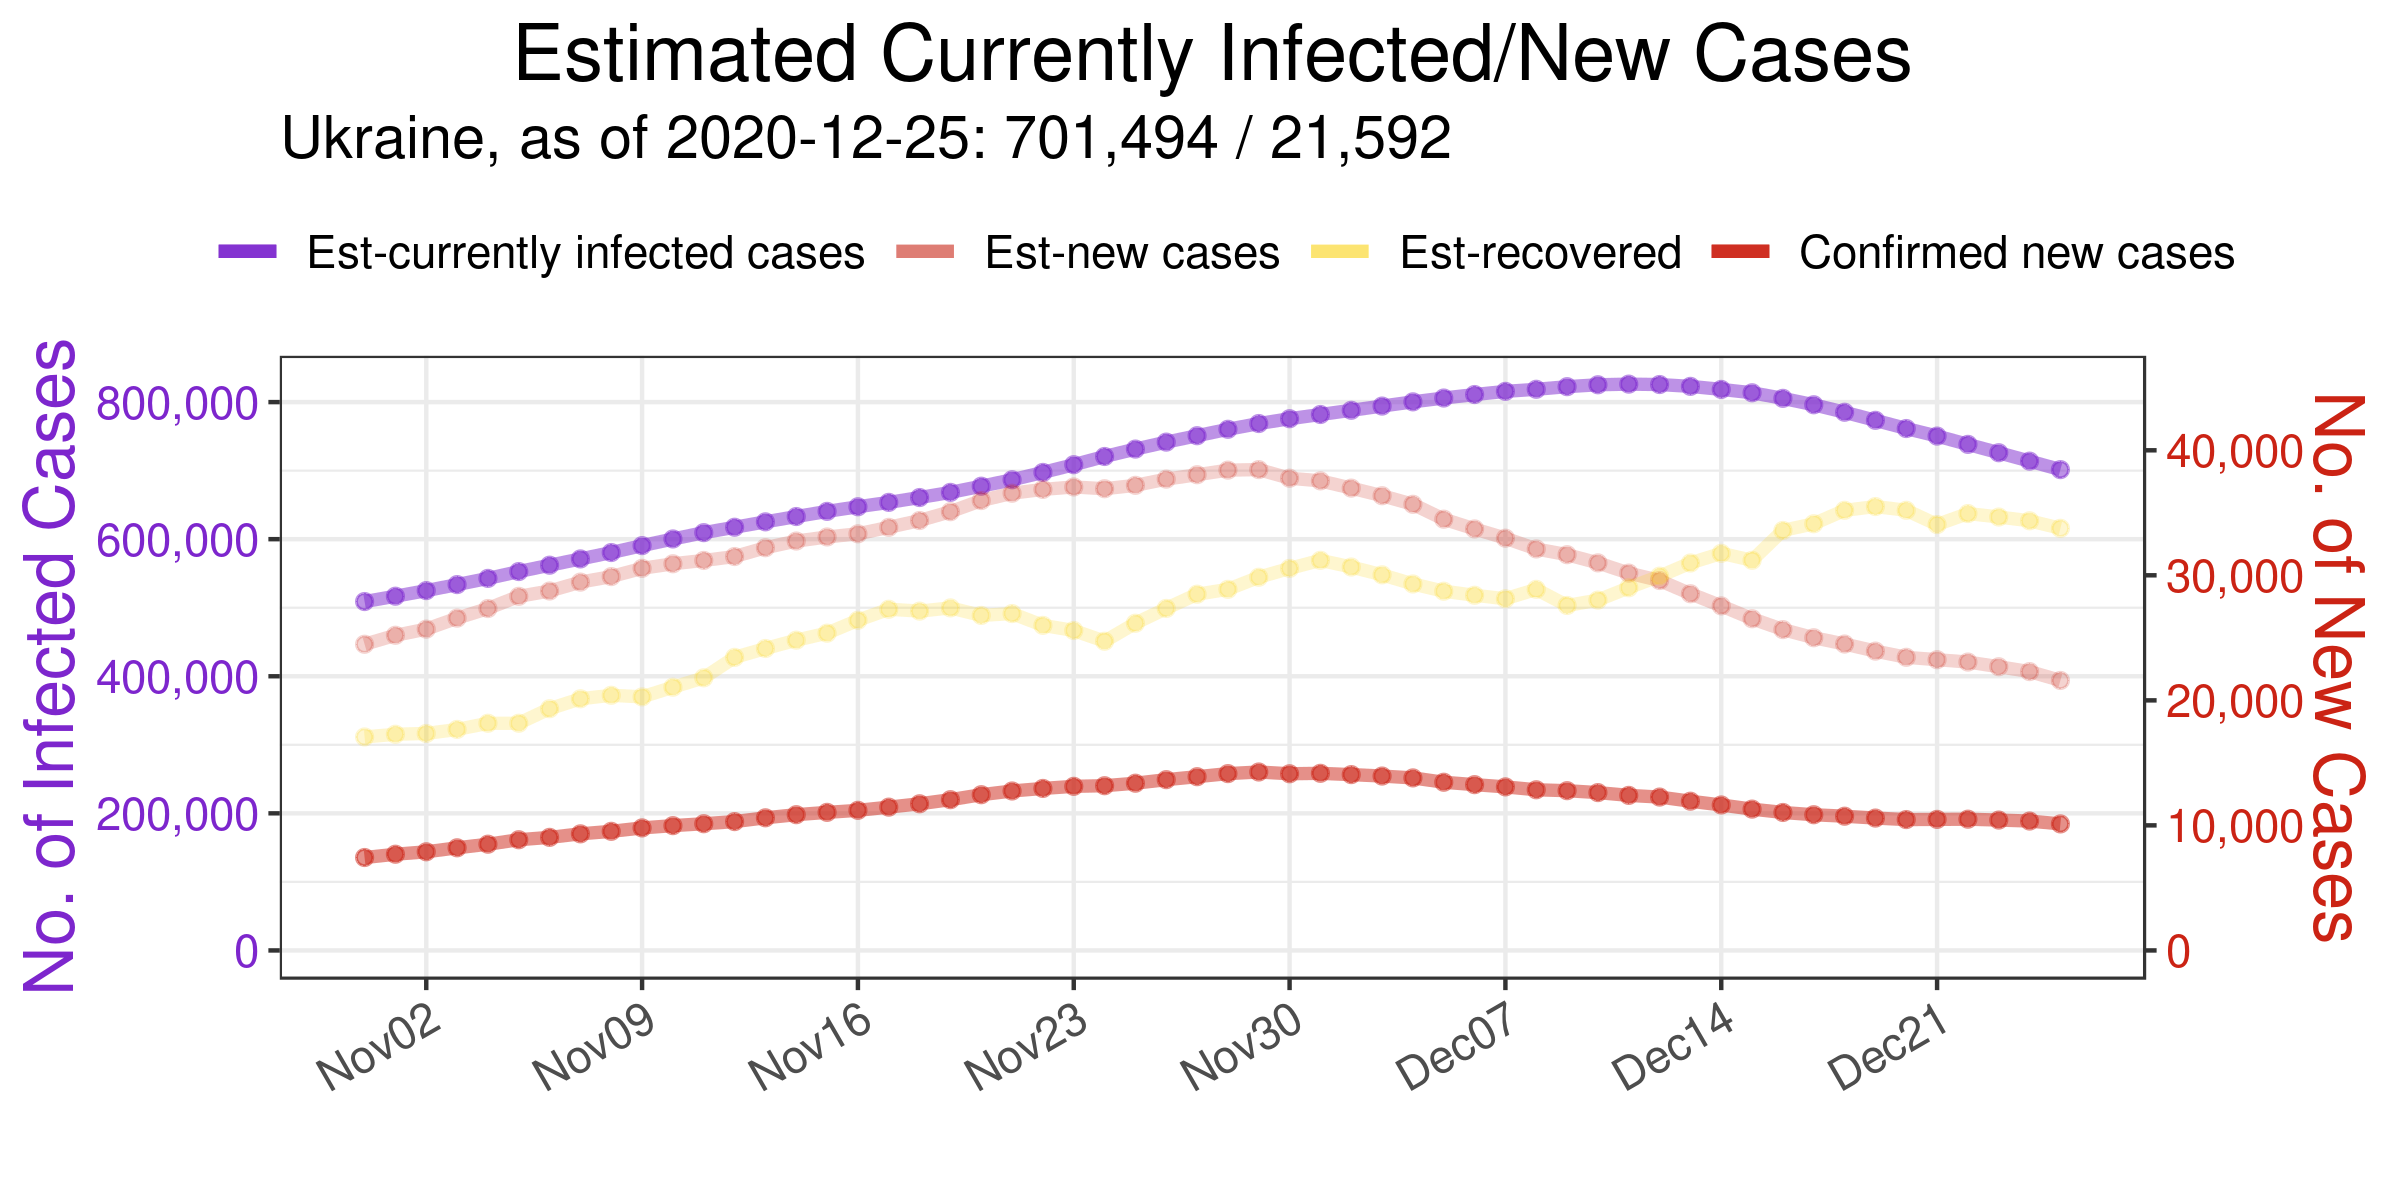 Estimated Currently Infected/New Cases
Ukraine, as of 2020-12-25: 701,494 / 21,592
Est-currently infected cases Est-new cases Est-recovered Confirmed new cases
No. of Infected Cases
800,000
600,000
400,000
200,000
0
40,000
30,000
20,000
10,000
0
No. of New Cases
Nov02 Nov09 Nov16 Nov23 Nov30 Dec07 Dec14 Dec21